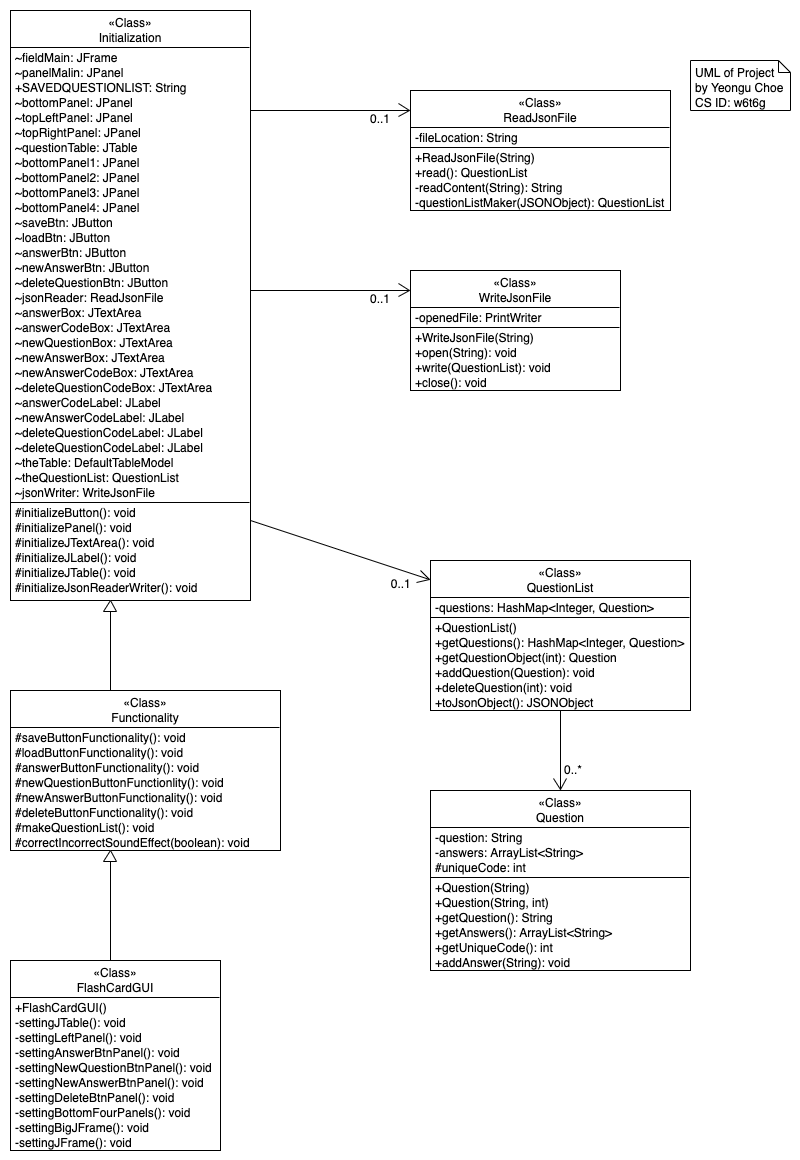 «Class»
Initialization
~fieldMain: JFrame
~panelMalin: JPanel
+SAVEDQUESTIONLIST: String
~bottomPanel: JPanel
~topLeftPanel: JPanel
~topRightPanel: JPanel
~questionTable: JTable
~bottomPanel1: JPanel
~bottomPanel2: JPanel
~bottomPanel3: JPanel
~bottomPanel4: JPanel
~saveBtn: JButton
~loadBtn: JButton
~answerBtn: JButton
~newAnswerBtn: JButton
~deleteQuestionBtn: JButton
~jsonReader: ReadJsonFile
~answerBox: JTextArea
~answerCodeBox: JTextArea
~newQuestionBox: JTextArea
~newAnswerBox: JTextArea
~newAnswerCodeBox: JTextArea
~deleteQuestionCodeBox: JTextArea
~answerCodeLabel: JLabel
~newAnswerCodeLabel: JLabel
~deleteQuestionCodeLabel: JLabel
~deleteQuestionCodeLabel: JLabel
~theTable: DefaultTableModel
~theQuestionList: QuestionList
~jsonWriter: WriteJsonFile
#initializeButton(): void
#initializePanel(): void
#initializeJTextArea(): void
#initializeJLabel(): void
#initializeJTable(): void
#initializeJsonReaderWriter(): void
0..1
«Class»
ReadJsonFile
-fileLocation: String
+ReadJsonFile(String)
+read(): QuestionList
-readContent(String): String
-questionListMaker(JSONObject): QuestionList
UML of Project
by Yeongu Choe
CS ID: w6t6g
0..1
«Class»
WriteJsonFile
-openedFile: PrintWriter
+WriteJsonFile(String)
+open(String): void
+write(QuestionList): void
+close(): void
0..1
«Class»
QuestionList
-questions: HashMap<Integer, Question>
+QuestionList()
+getQuestions(): HashMap<Integer, Question>
+getQuestionObject(int): Question
+addQuestion(Question): void
+deleteQuestion(int): void
+toJsonObject(): JSONObject
0..*
«Class»
Question
-question: String
-answers: ArrayList<String>
#uniqueCode: int
+Question(String)
+Question(String, int)
+getQuestion(): String
+getAnswers(): ArrayList<String>
+getUniqueCode(): int
+addAnswer(String): void
«Class»
Functionality
#saveButtonFunctionality(): void
#loadButtonFunctionality(): void
#answerButtonFunctionality(): void
#newQuestionButtonFunctionlity(): void
#newAnswerButtonFunctionality(): void
#deleteButtonFunctionality(): void
#makeQuestionList(): void
#correctIncorrectSoundEffect(boolean): void
«Class»
FlashCardGUI
+FlashCardGUI()
-settingJTable(): void
-settingLeftPanel(): void
-settingAnswerBtnPanel(): void
-settingNewQuestionBtnPanel(): void
-settingNewAnswerBtnPanel(): void
-settingDeleteBtnPanel(): void
-settingBottomFourPanels(): void
-settingBigJFrame(): void
-settingJFrame(): void